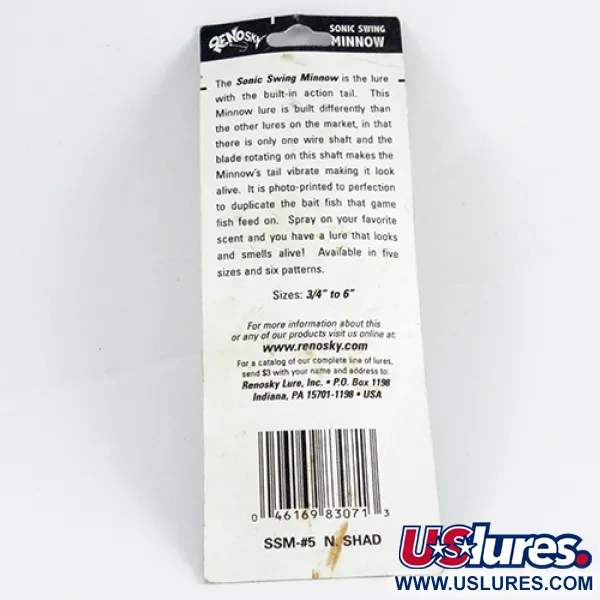 RENOSKY
SONIC SWING
MINNOW
The Sonic Swing Minnow is the lure
with the built-in action tail. This
Minnow lure is built differently than
the other lures on the market, in that
there is only one wire shaft and the
blade rotating on this shaft makes the
Minnow's tail vibrate making it look
alive. It is photo-printed to perfection
to duplicate the bait fish that game
fish feed on. Spray on your favorite
scent and you have a lure that looks
and smells alive! Available in five
sizes and six patterns.
Sizes: 3/4" to 6"
For more information about this
or any of our products visit us online at:
www.renosky.com
For a catalog of our complete line of lures,
send $3 with your name and address to:
Renosky Lure, Inc. • P.O. Box 1198
Indiana, PA 15701-1198 • USA
0 46169 83071 3
SSM-#5 N. SHAD
USlures.
WWW.USLURES.COM